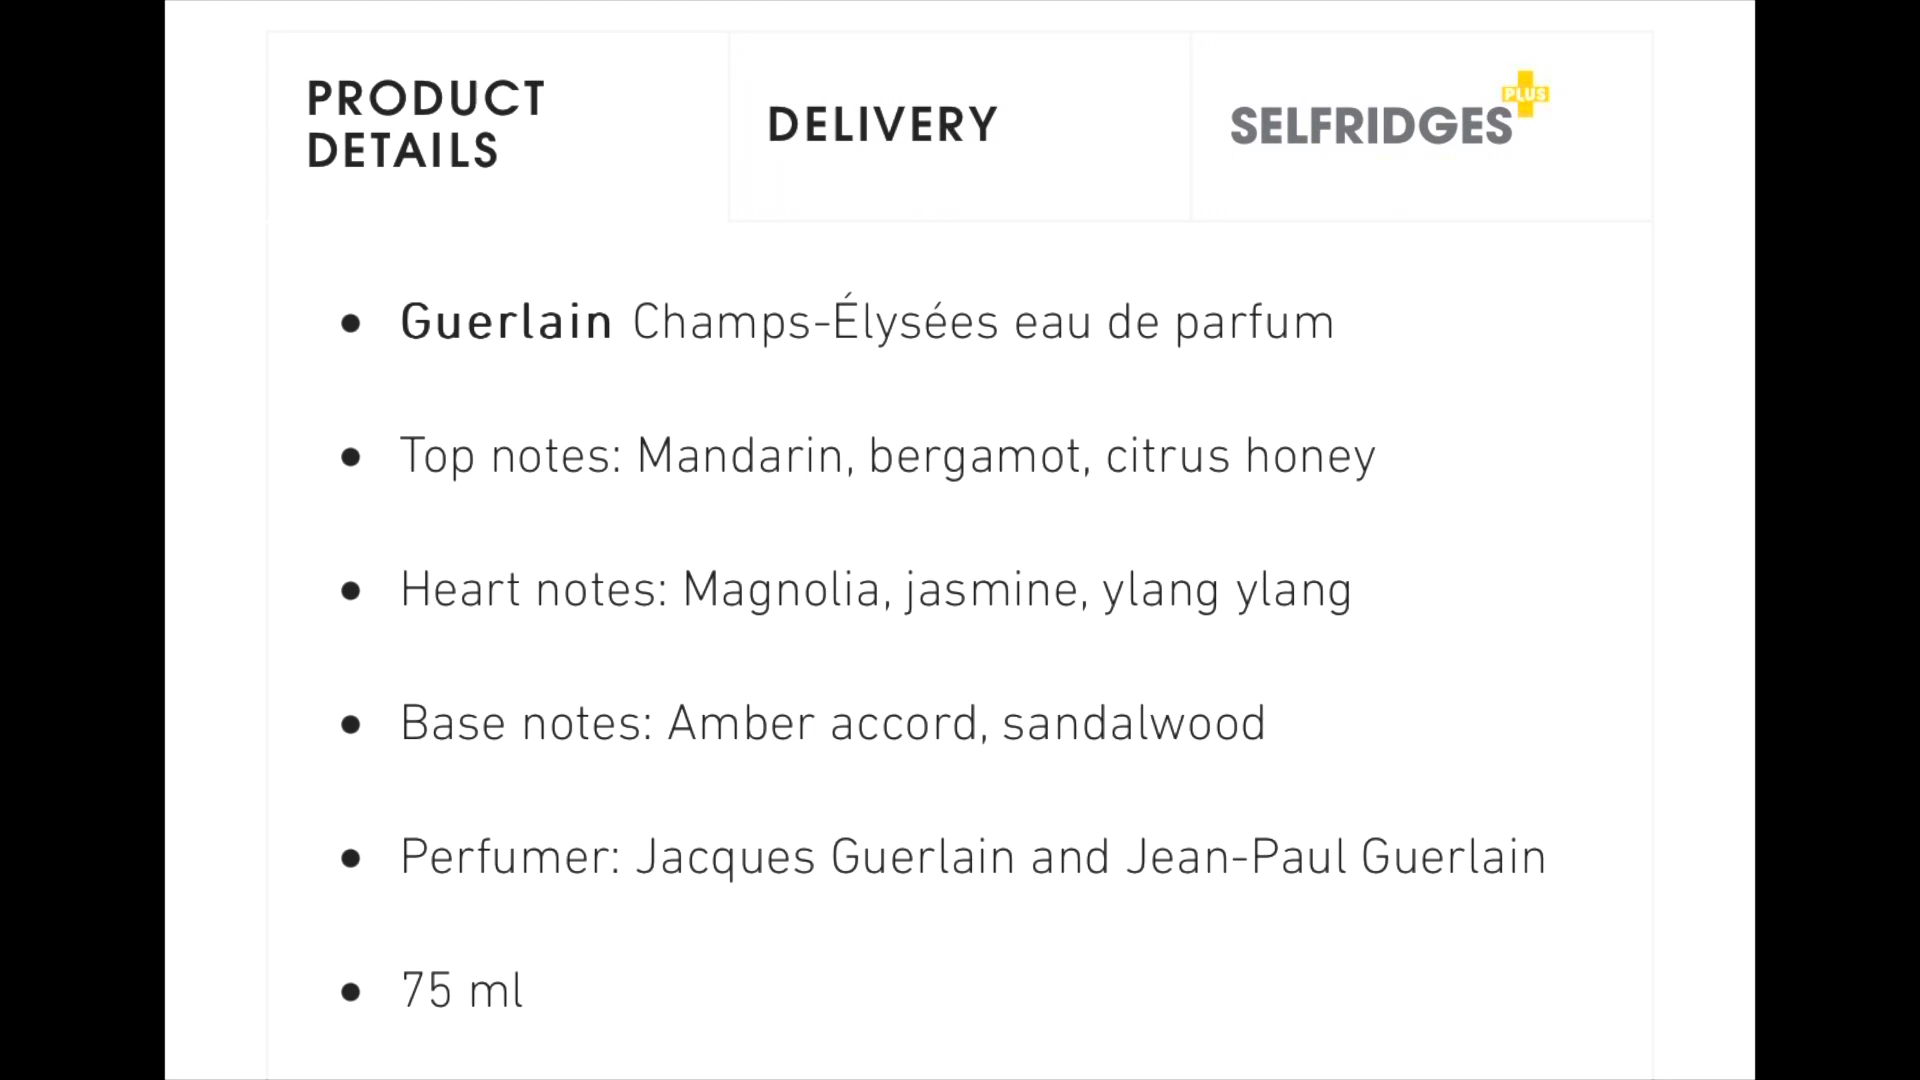 PRODUCT
DETAILS
DELIVERY
SELFRIDGES PLUS
• Guerlain Champs-Élysées eau de parfum
• Top notes: Mandarin, bergamot, citrus honey
• Heart notes: Magnolia, jasmine, ylang ylang
• Base notes: Amber accord, sandalwood
• Perfumer: Jacques Guerlain and Jean-Paul Guerlain
• 75 ml